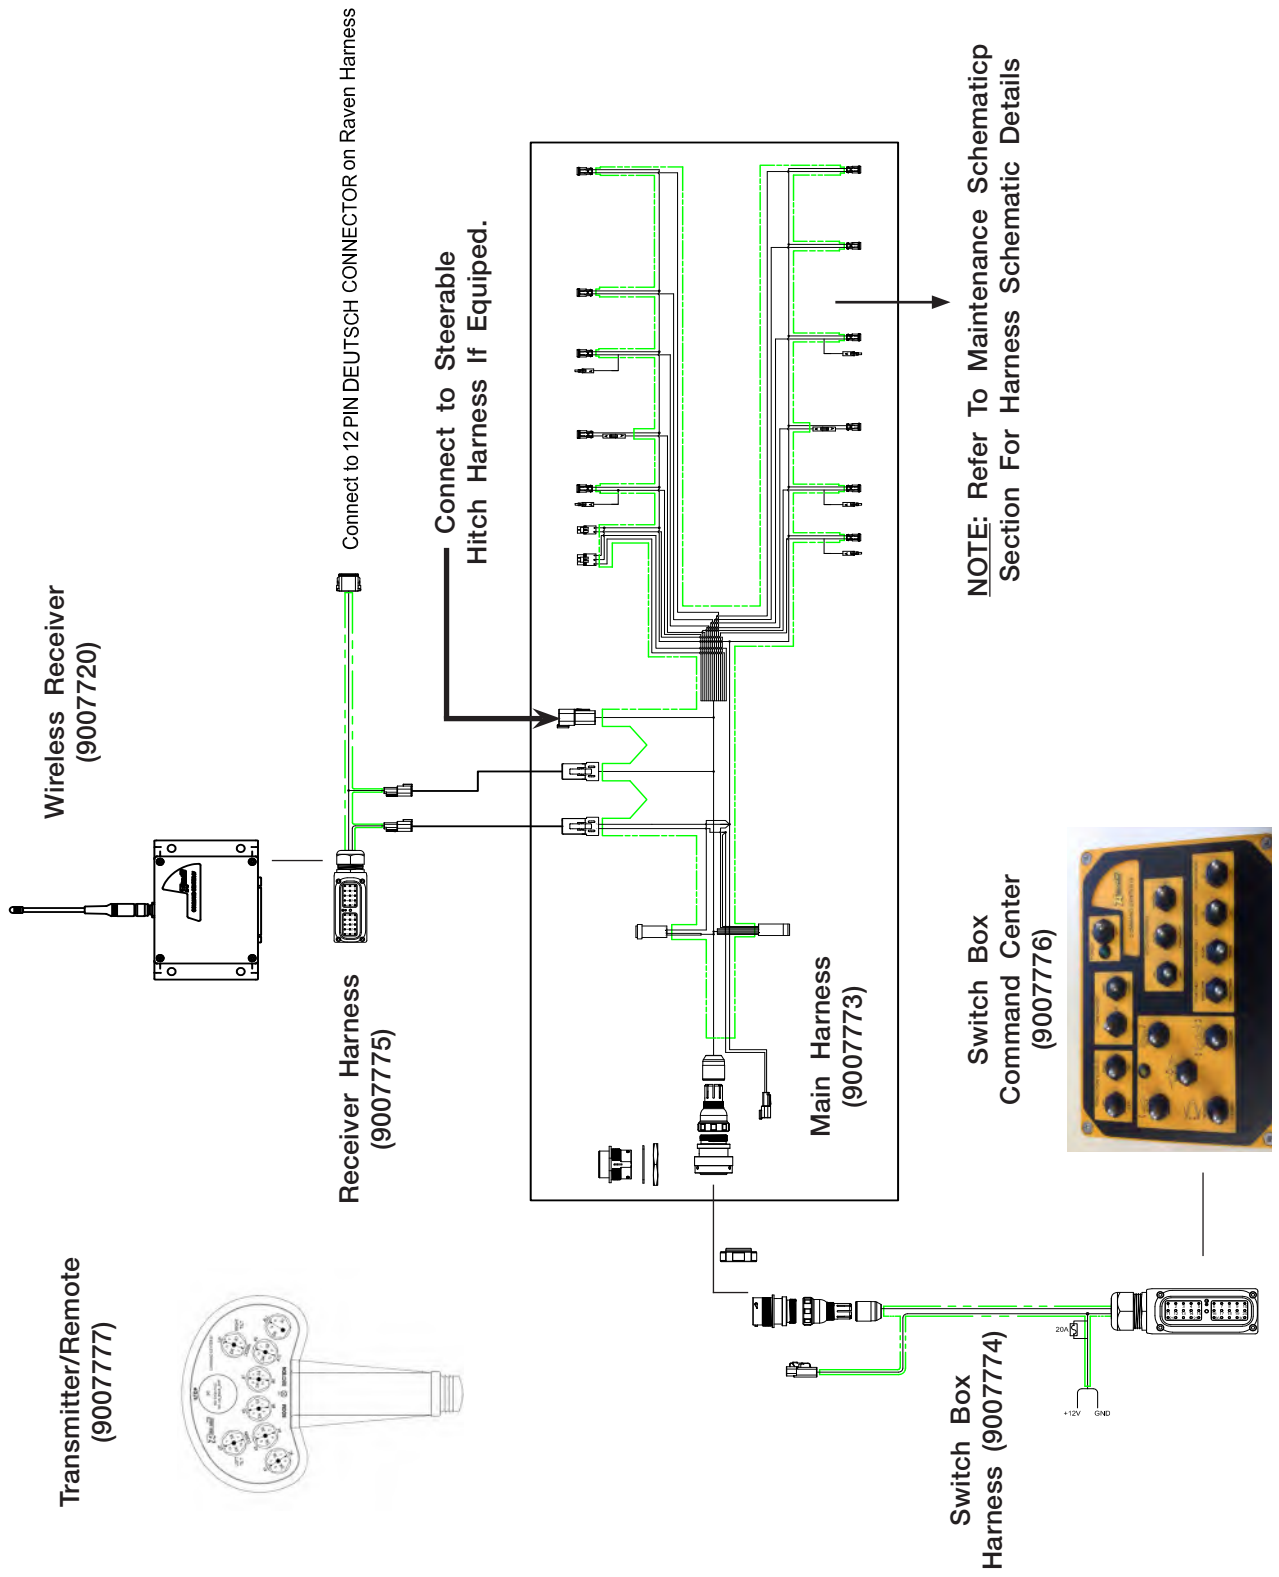 Transmitter/Remote
(9007777)
Wireless Receiver
(9007720)
Receiver Harness
(9007775)
Connect to 12 PIN DEUTSCH CONNECTOR on Raven Harness
Connect to Steerable
Hitch Harness If Equiped.
Main Harness
(9007773)
NOTE: Refer To Maintenance Schematicp
Section For Harness Schematic Details
Switch Box
Command Center
(9007776)
Switch Box
Harness (9007774)
20A
+12V
GND